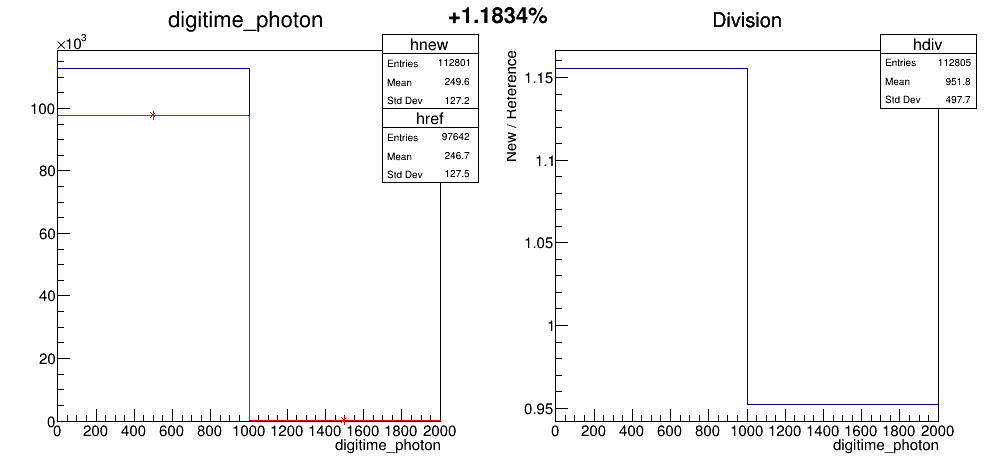 digitime_photon
+1.1834%
Division
×10³
hnew
Entries 112801
Mean 249.6
Std Dev 127.2
href
Entries 97642
Mean 246.7
Std Dev 127.5
100
80
60
40
20
0
0 200 400 600 800 1000 1200 1400 1600 1800 2000
digitime_photon
hdiv
Entries 112805
Mean 951.8
Std Dev 497.7
New / Reference
1.15
1.1
1.05
1
0.95
0 200 400 600 800 1000 1200 1400 1600 1800 2000
digitime_photon